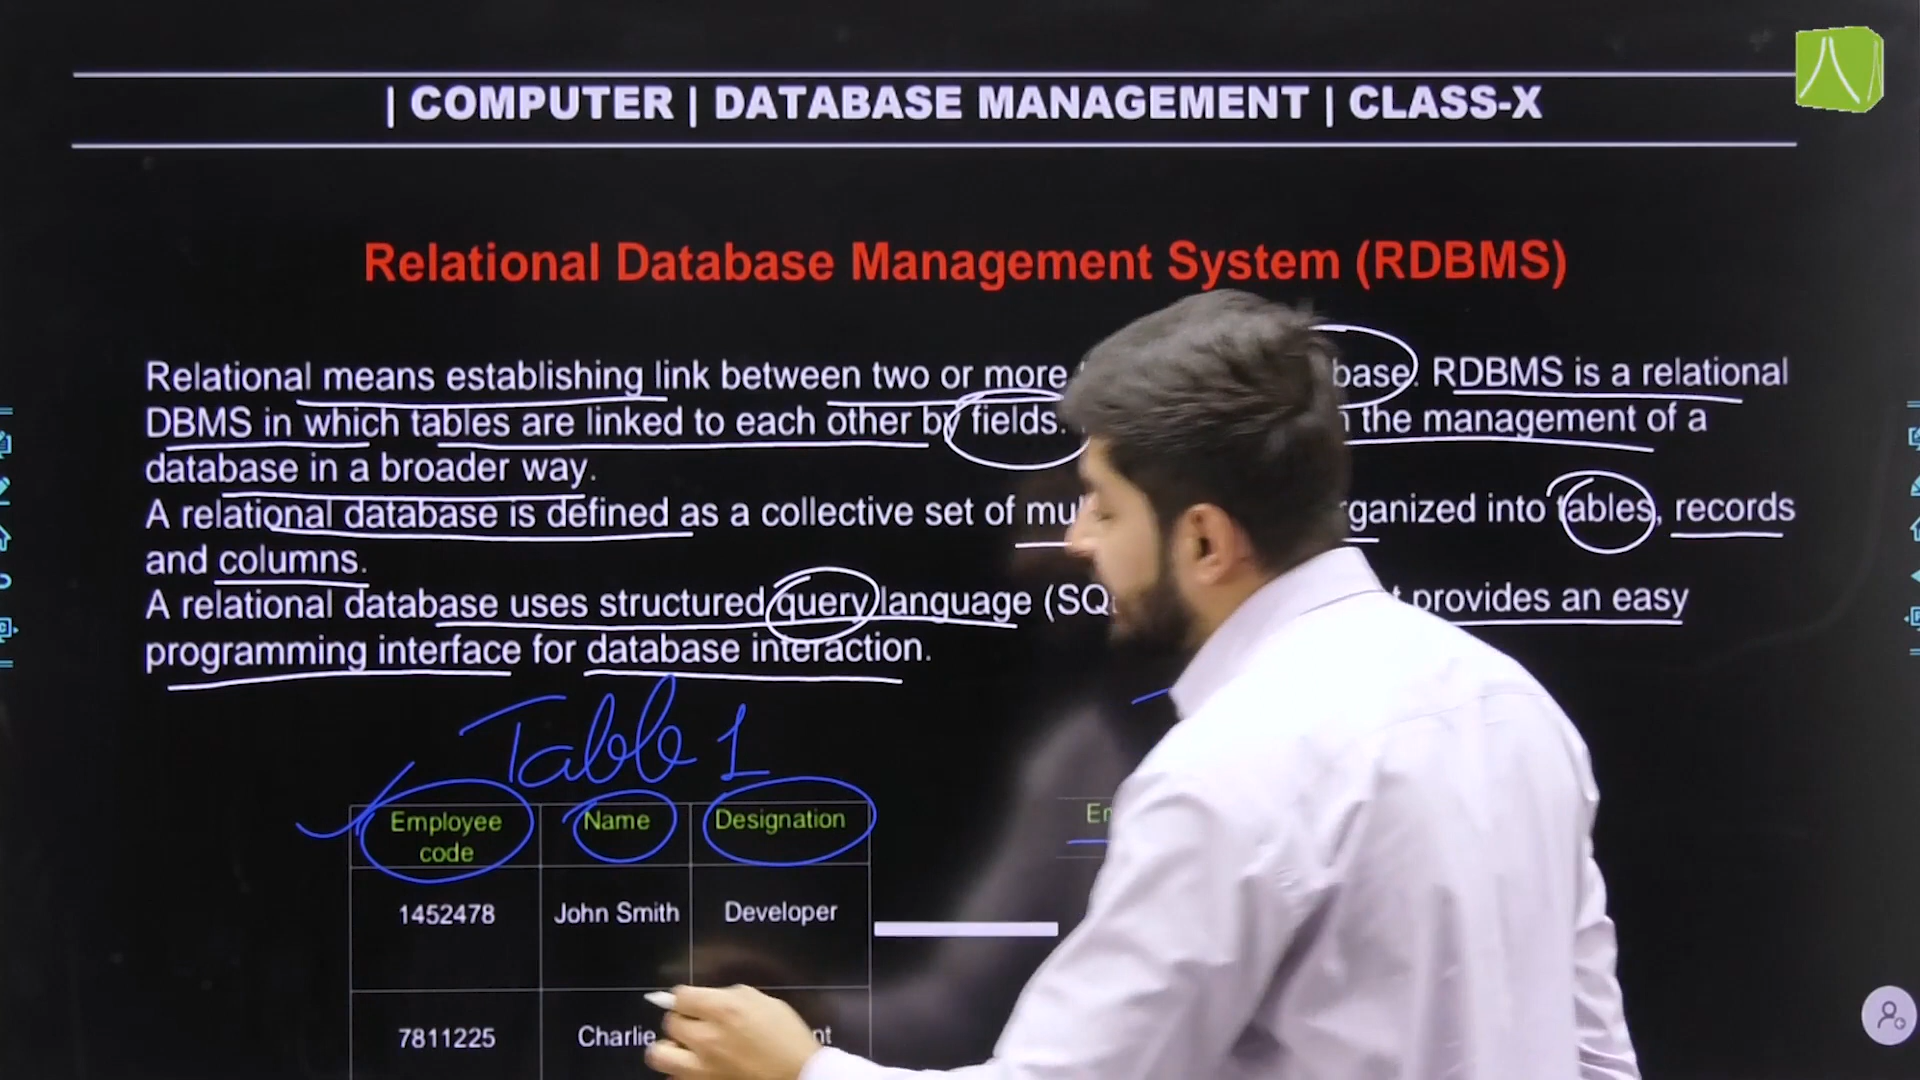 | COMPUTER | DATABASE MANAGEMENT | CLASS-X
Relational Database Management System (RDBMS)
Relational means establishing link between two or more base. RDBMS is a relational
DBMS in which tables are linked to each other by fields. the management of a
database in a broader way.
A relational database is defined as a collective set of organized into tables, records
and columns.
A relational database uses structured query language provides an easy
programming interface for database interaction.
Table 1
Employee code Name Designation
1452478 John Smith Developer
7811225 Charlie